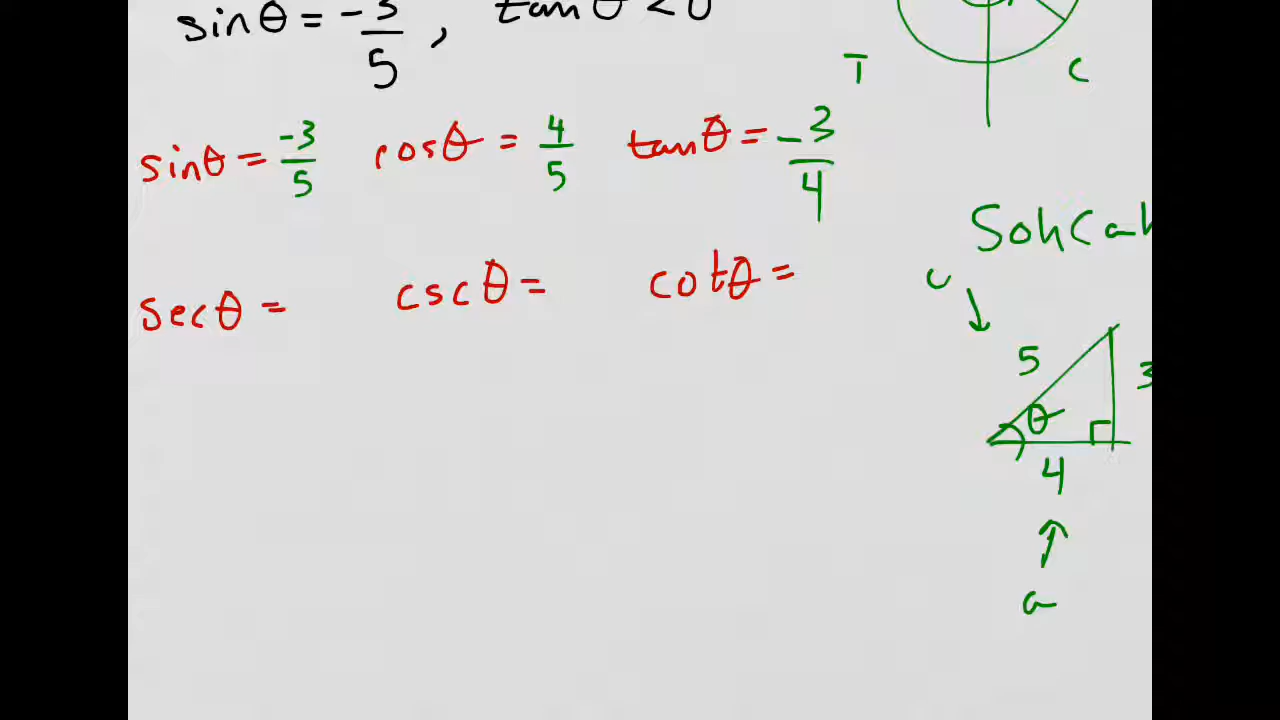 sinθ = -3/5, tanθ < 0
T C
sinθ = -3/5 cosθ = 4/5 tanθ = -3/4
SohCah
secθ = cscθ = cotθ =
5 3
θ
4
a